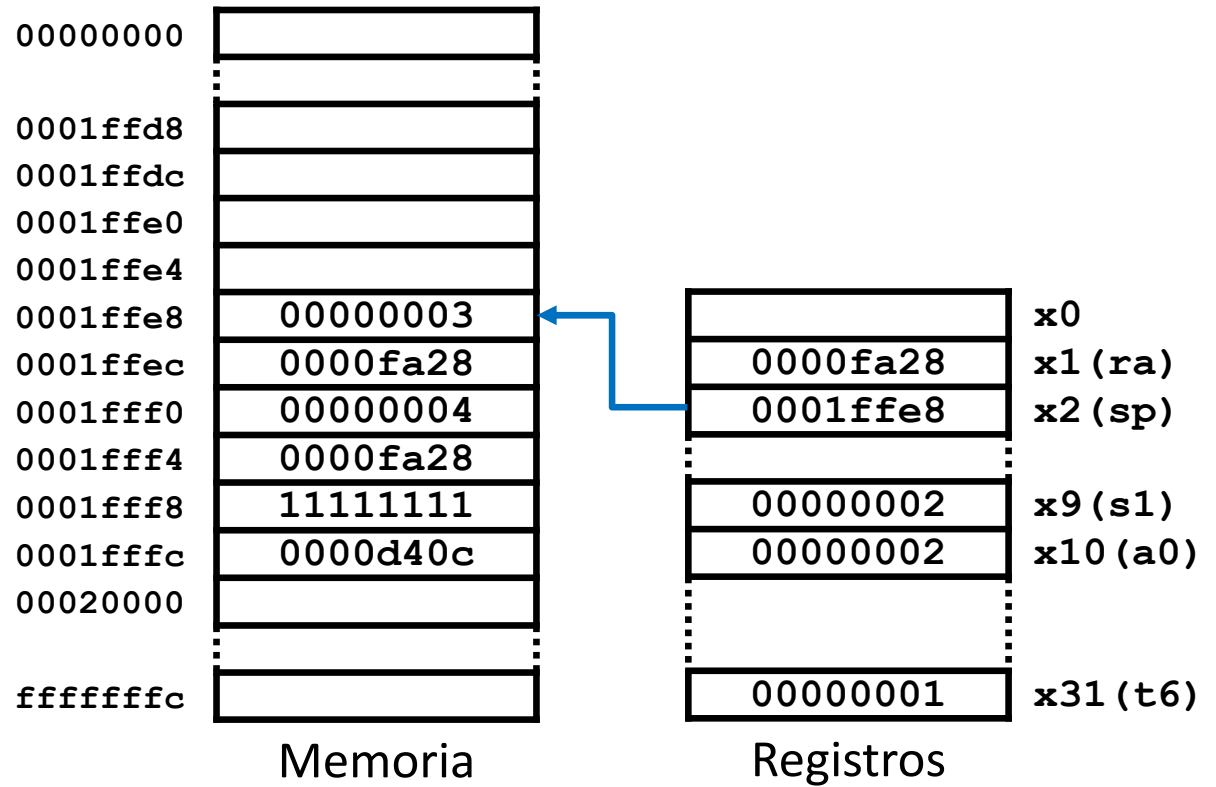 00000000
0001ffd8
0001ffdc
0001ffe0
0001ffe4
0001ffe8 00000003 x0
0001ffec 0000fa28 0000fa28 x1(ra)
0001fff0 00000004 0001ffe8 x2(sp)
0001fff4 0000fa28
0001fff8 11111111 00000002 x9(s1)
0001fffc 0000d40c 00000002 x10(a0)
00020000
fffffffc 00000001 x31(t6)
Memoria Registros